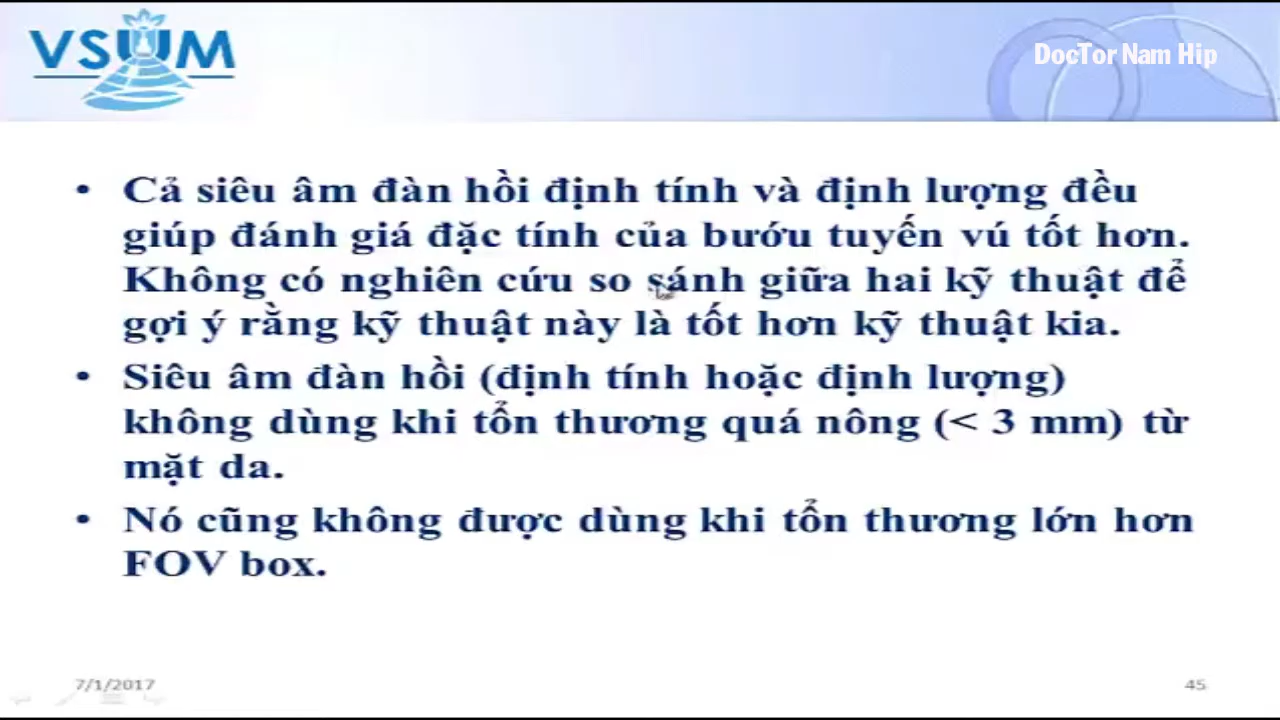 VSUM
DocTor Nam Hip
• Cả siêu âm đàn hồi định tính và định lượng đều
giúp đánh giá đặc tính của bướu tuyến vú tốt hơn.
Không có nghiên cứu so sánh giữa hai kỹ thuật để
gợi ý rằng kỹ thuật này là tốt hơn kỹ thuật kia.
• Siêu âm đàn hồi (định tính hoặc định lượng)
không dùng khi tổn thương quá nông (< 3 mm) từ
mặt da.
• Nó cũng không được dùng khi tổn thương lớn hơn
FOV box.
7/1/2017
45